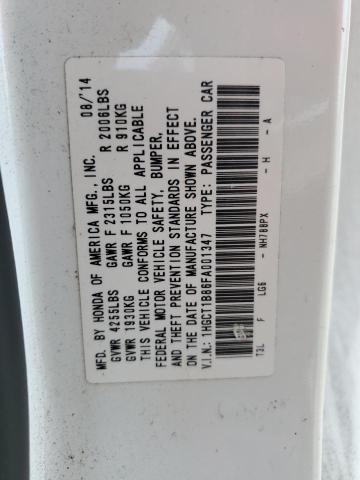 MFD. BY HONDA OF AMERICA MFG., INC. 08/14
GVWR 4255LBS GAWR F 2315LBS R 2006LBS
GVWR 1930KG GAWR F 1050KG R 910KG
THIS VEHICLE CONFORMS TO ALL APPLICABLE
FEDERAL MOTOR VEHICLE SAFETY, BUMPER,
AND THEFT PREVENTION STANDARDS IN EFFECT
ON THE DATE OF MANUFACTURE SHOWN ABOVE.
V.I.N.: 1HGCT1B86FA001347 TYPE: PASSENGER CAR
T3L F LG6 - NH788PX - H - A